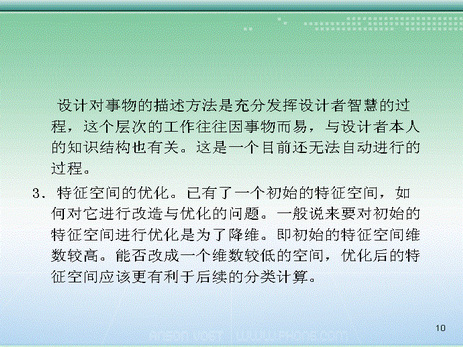 设计对事物的描述方法是充分发挥设计者智慧的过
程，这个层次的工作往往因事物而易，与设计者本人
的知识结构也有关。这是一个目前还无法自动进行的
过程。
3．特征空间的优化。已有了一个初始的特征空间，如
何对它进行改造与优化的问题。一般说来要对初始的
特征空间进行优化是为了降维。即初始的特征空间维
数较高。能否改成一个维数较低的空间，优化后的特
征空间应该更有利于后续的分类计算。
10